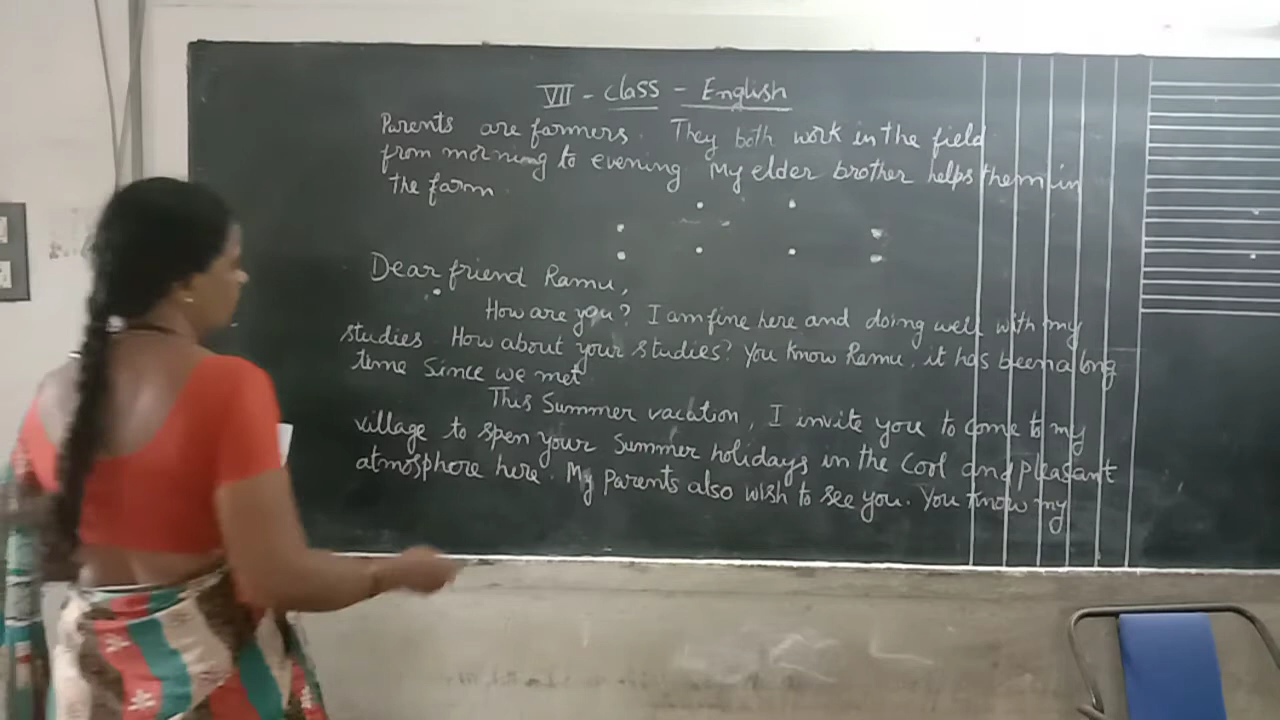 VII - class - English
Parents are farmers. They both work in the field
from morning to evening My elder brother helps them in
the farm.
Dear friend Ramu,
How are you? I am fine here and doing well with my
studies. How about your studies? You know Ramu, it has been a long
time since we met
This Summer vacation, I invite you to come to my
village to spen your summer holidays in the cool and pleasant
atmosphere here. My parents also wish to see you. You know my